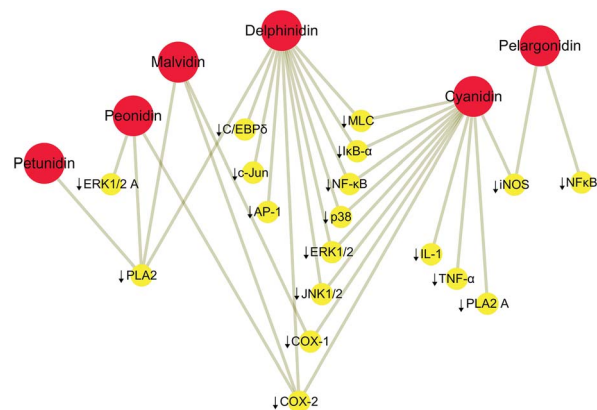 Delphinidin
Pelargonidin
Malvidin
Cyanidin
Peonidin
Petunidin
↓MLC
↓C/EBPδ
↓IκB-α
↓c-Jun
↓NF-κB
↓ERK1/2 A
↓iNOS
↓NFκB
↓AP-1
↓p38
↓ERK1/2
↓IL-1
↓PLA2
↓TNF-α
↓JNK1/2
↓PLA2 A
↓COX-1
↓COX-2